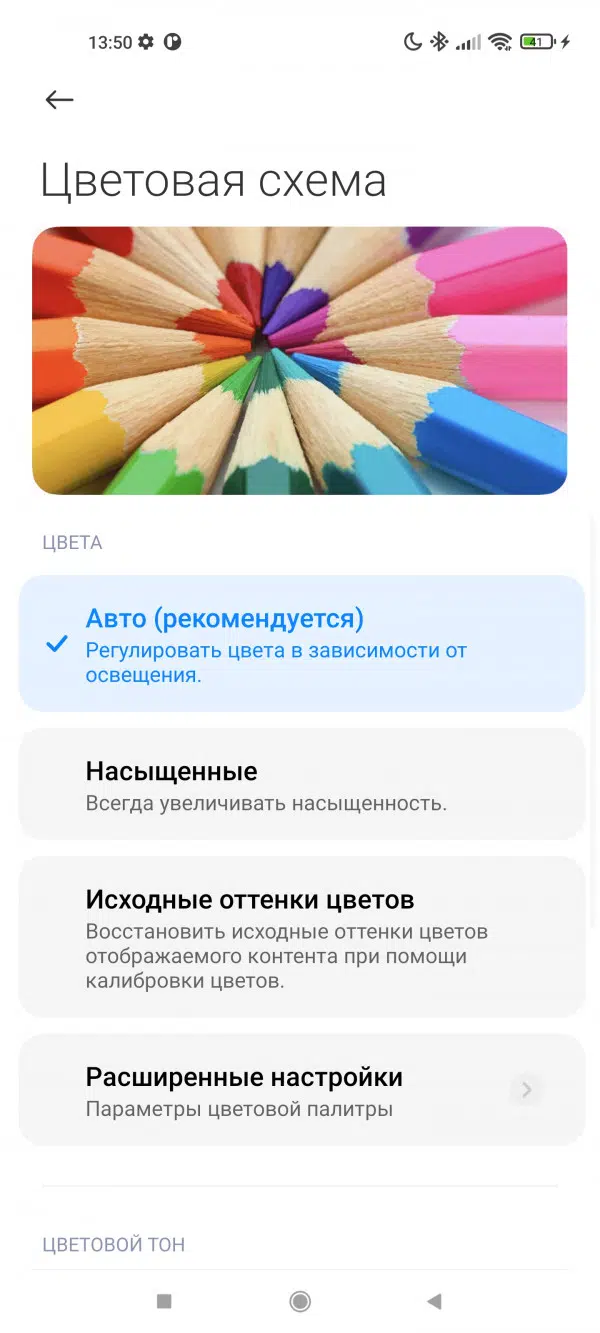 13:50
41
Цветовая схема
ЦВЕТА
Авто (рекомендуется)
Регулировать цвета в зависимости от
освещения.
Насыщенные
Всегда увеличивать насыщенность.
Исходные оттенки цветов
Восстановить исходные оттенки цветов
отображаемого контента при помощи
калибровки цветов.
Расширенные настройки
Параметры цветовой палитры
ЦВЕТОВОЙ ТОН